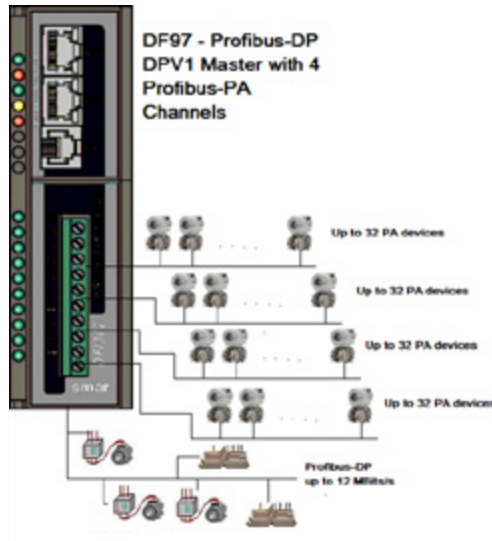 DF97 - Profibus-DP
DPV1 Master with 4
Profibus-PA
Channels
Up to 32 PA devices
Up to 32 PA devices
Up to 32 PA devices
Up to 32 PA devices
smar
Profibus-DP
up to 12 MBits/s